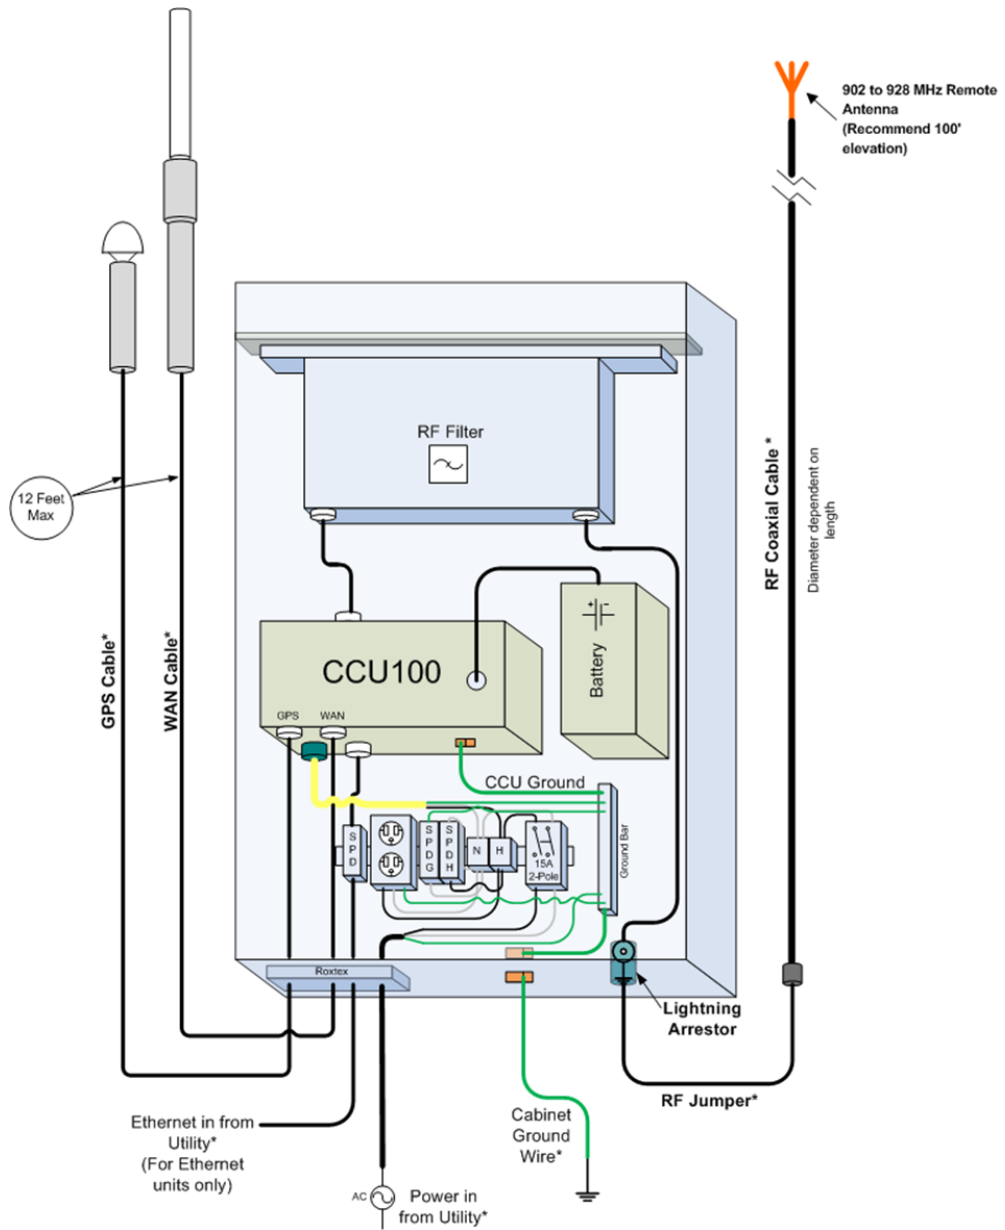 902 to 928 MHz Remote
Antenna
(Recommend 100'
elevation)
RF Filter
12 Feet
Max
RF Coaxial Cable *
Diameter dependent on
length
GPS Cable*
WAN Cable*
CCU100
+ -
Battery
GPS
WAN
CCU Ground
SPD
SPDG
SPDH
N
H
15A
2-Pole
Ground Bar
Roxtex
Lightning
Arrestor
RF Jumper*
Ethernet in from
Utility*
(For Ethernet
units only)
Cabinet
Ground
Wire*
AC
Power in
from Utility*